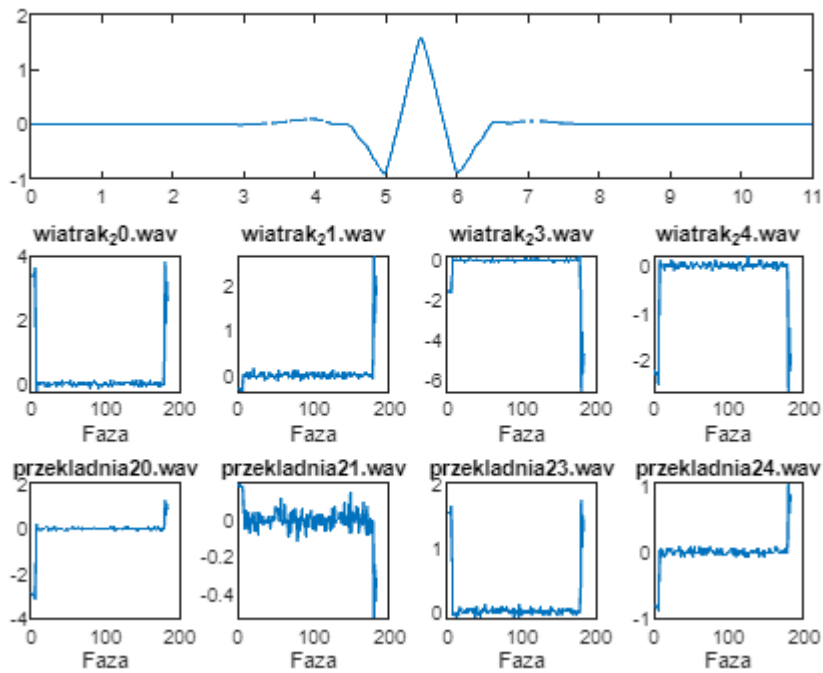 2
1
0
-1
0 1 2 3 4 5 6 7 8 9 10 11
wiatrak₂0.wav wiatrak₂1.wav wiatrak₂3.wav wiatrak₂4.wav
4
2
0
0 100 200
Faza
2
1
0
0 100 200
Faza
0
-2
-4
-6
0 100 200
Faza
0
-1
-2
0 100 200
Faza
przekladnia20.wav przekladnia21.wav przekladnia23.wav przekladnia24.wav
2
0
-2
-4
0 100 200
Faza
0
-0.2
-0.4
0 100 200
Faza
2
1
0
0 100 200
Faza
1
0
-1
0 100 200
Faza